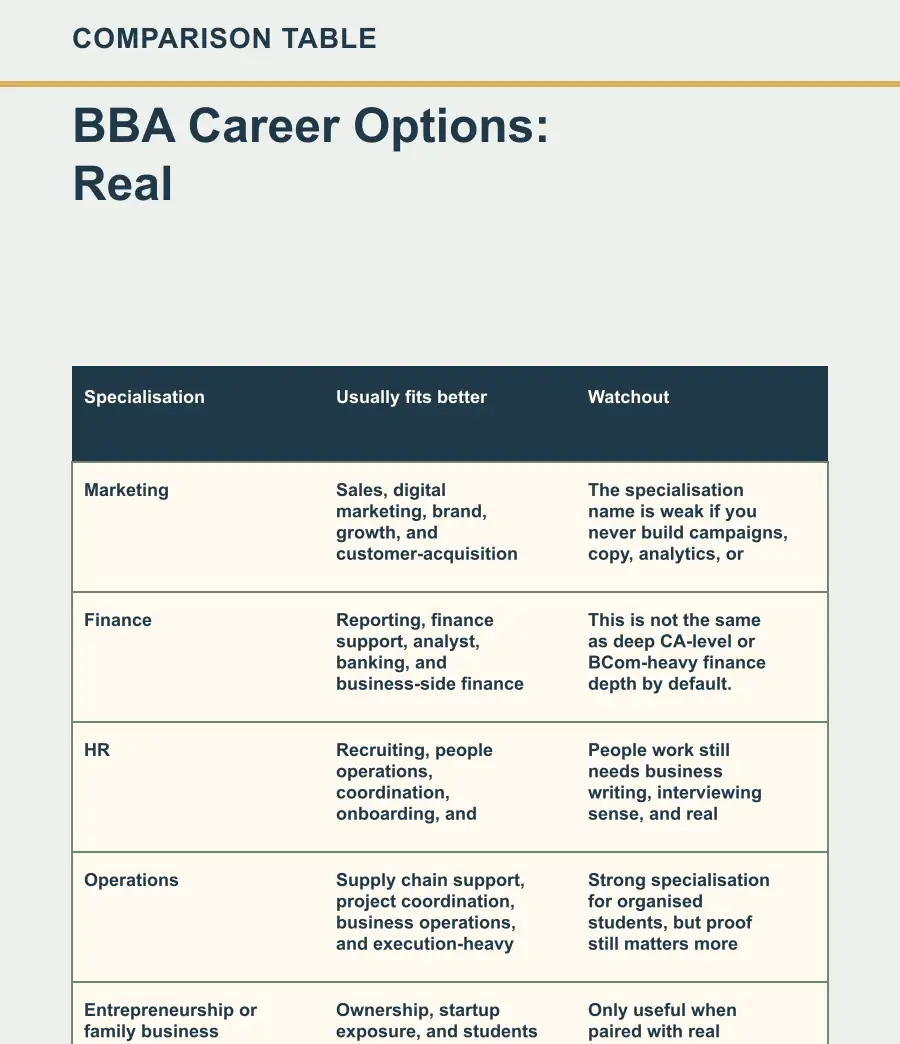 COMPARISON TABLE
BBA Career Options:
Real
Specialisation
Usually fits better
Watchout
Marketing
Sales, digital
marketing, brand,
growth, and
customer-acquisition
The specialisation
name is weak if you
never build campaigns,
copy, analytics, or
Finance
Reporting, finance
support, analyst,
banking, and
business-side finance
This is not the same
as deep CA-level or
BCom-heavy finance
depth by default.
HR
Recruiting, people
operations,
coordination,
onboarding, and
People work still
needs business
writing, interviewing
sense, and real
Operations
Supply chain support,
project coordination,
business operations,
and execution-heavy
Strong specialisation
for organised
students, but proof
still matters more
Entrepreneurship or
family business
Ownership, startup
exposure, and students
Only useful when
paired with real